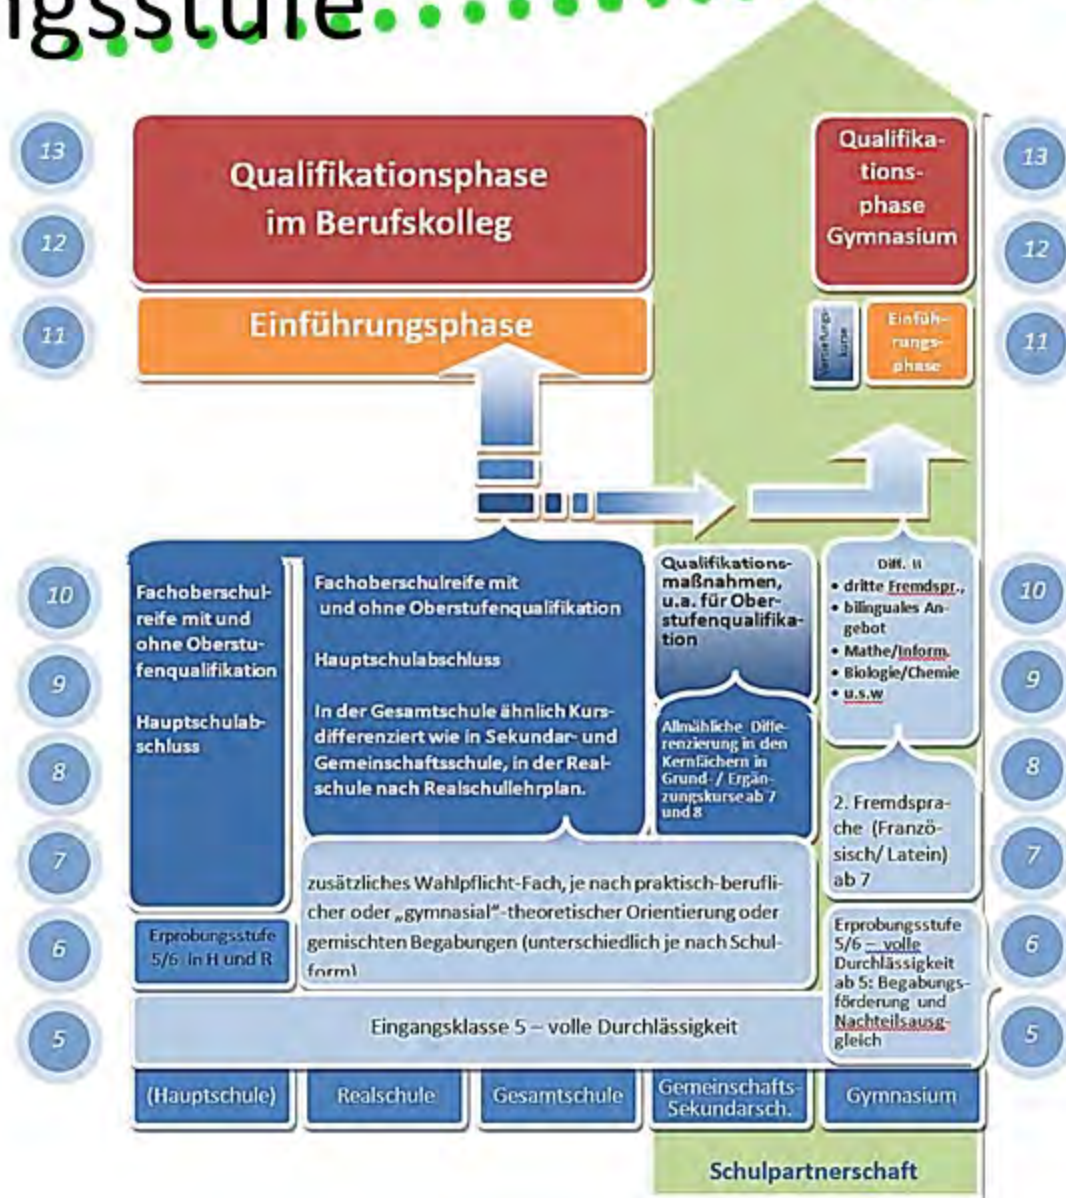 ngsstufe
13
Qualifikationsphase
im Berufskolleg
Qualifika-
tions-
phase
Gymnasium
13
12
12
11
Einführungsphase
Vertiefungs-
kurse
Einfüh-
rungs-
phase
11
10
Fachoberschul-
reife mit und
ohne Oberstu-
fenqualifikation
Hauptschulab-
schluss
Fachoberschulreife mit
und ohne Oberstufenqualifikation
Hauptschulabschluss
In der Gesamtschule ähnlich Kurs-
differenziert wie in Sekundar- und
Gemeinschaftsschule, in der Real-
schule nach Realschullehrplan.
Qualifikations-
maßnahmen,
u.a. für Ober-
stufenqualifika-
tion
Diff. II
• dritte Fremdspr.,
• bilinguales An-
gebot
• Mathe/Inform.
• Biologie/Chemie
• u.s.w
10
9
9
Allmähliche Diffe-
renzierung in den
Kernfächern in
Grund- / Ergän-
zungskurse ab 7
und 8
8
8
2. Fremdspra-
che (Franzö-
sisch/ Latein)
ab 7
7
7
zusätzliches Wahlpflicht-Fach, je nach praktisch-berufli-
cher oder „gymnasial“-theoretischer Orientierung oder
gemischten Begabungen (unterschiedlich je nach Schul-
form)
6
Erprobungsstufe
5/6 in H und R
Erprobungsstufe
5/6 – volle
Durchlässigkeit
ab 5: Begabungs-
förderung und
Nachteilsausg-
gleich
6
5
Eingangsklasse 5 – volle Durchlässigkeit
5
(Hauptschule)
Realschule
Gesamtschule
Gemeinschafts-
Sekundarsch.
Gymnasium
Schulpartnerschaft